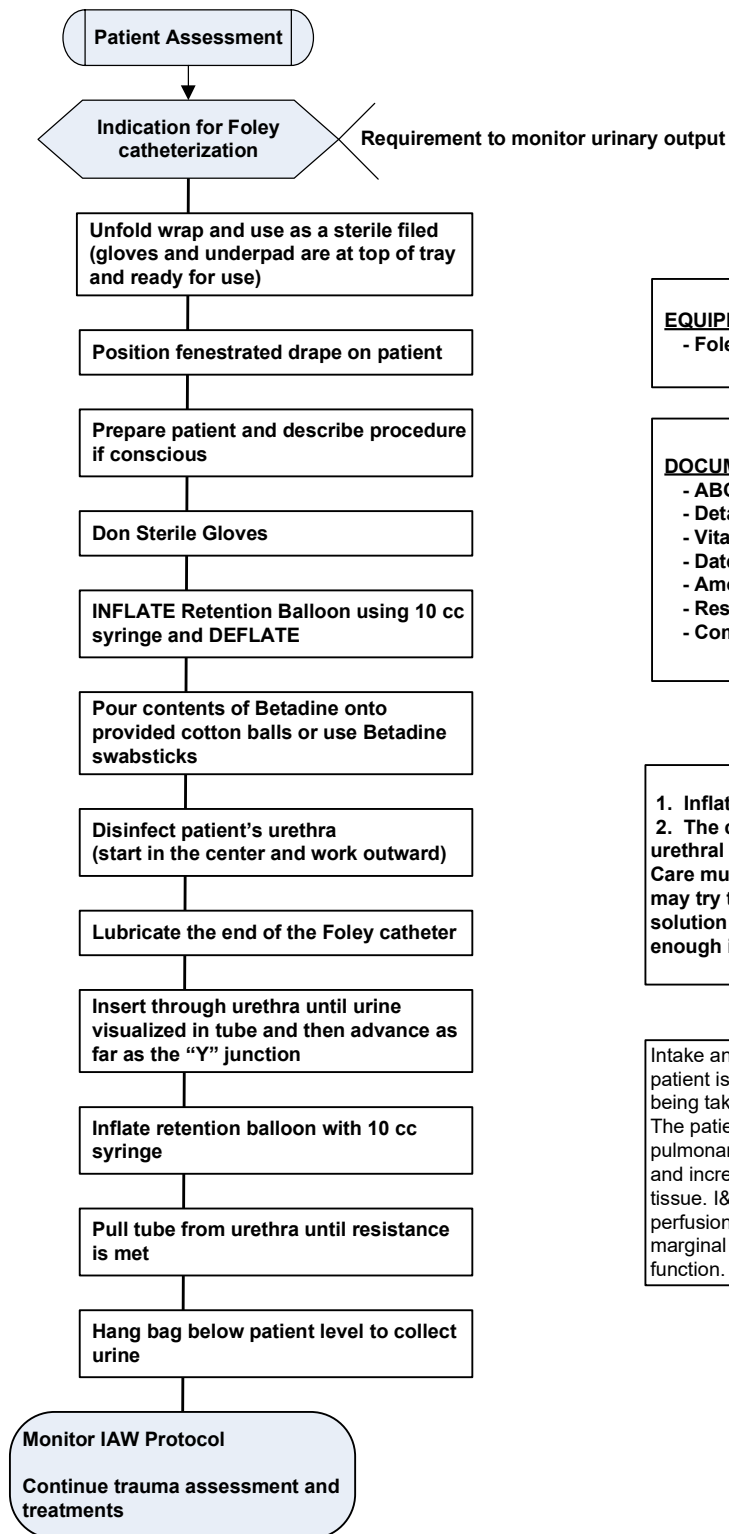 Patient Assessment
Indication for Foley
catheterization
Requirement to monitor urinary output
Unfold wrap and use as a sterile filed
(gloves and underpad are at top of tray
and ready for use)
Position fenestrated drape on patient
Prepare patient and describe procedure
if conscious
Don Sterile Gloves
INFLATE Retention Balloon using 10 cc
syringe and DEFLATE
Pour contents of Betadine onto
provided cotton balls or use Betadine
swabsticks
Disinfect patient's urethra
(start in the center and work outward)
Lubricate the end of the Foley catheter
Insert through urethra until urine
visualized in tube and then advance as
far as the “Y” junction
Inflate retention balloon with 10 cc
syringe
Pull tube from urethra until resistance
is met
Hang bag below patient level to collect
urine
Monitor IAW Protocol
Continue trauma assessment and
treatments
EQUIP
- Fole
DOCUM
- ABC
- Deta
- Vita
- Date
- Amo
- Res
- Con
1. Inflat
2. The c
urethral
Care mu
may try t
solution
enough i
Intake an
patient is
being tak
The patie
pulmonar
and incre
tissue. I&
perfusion
marginal
function.